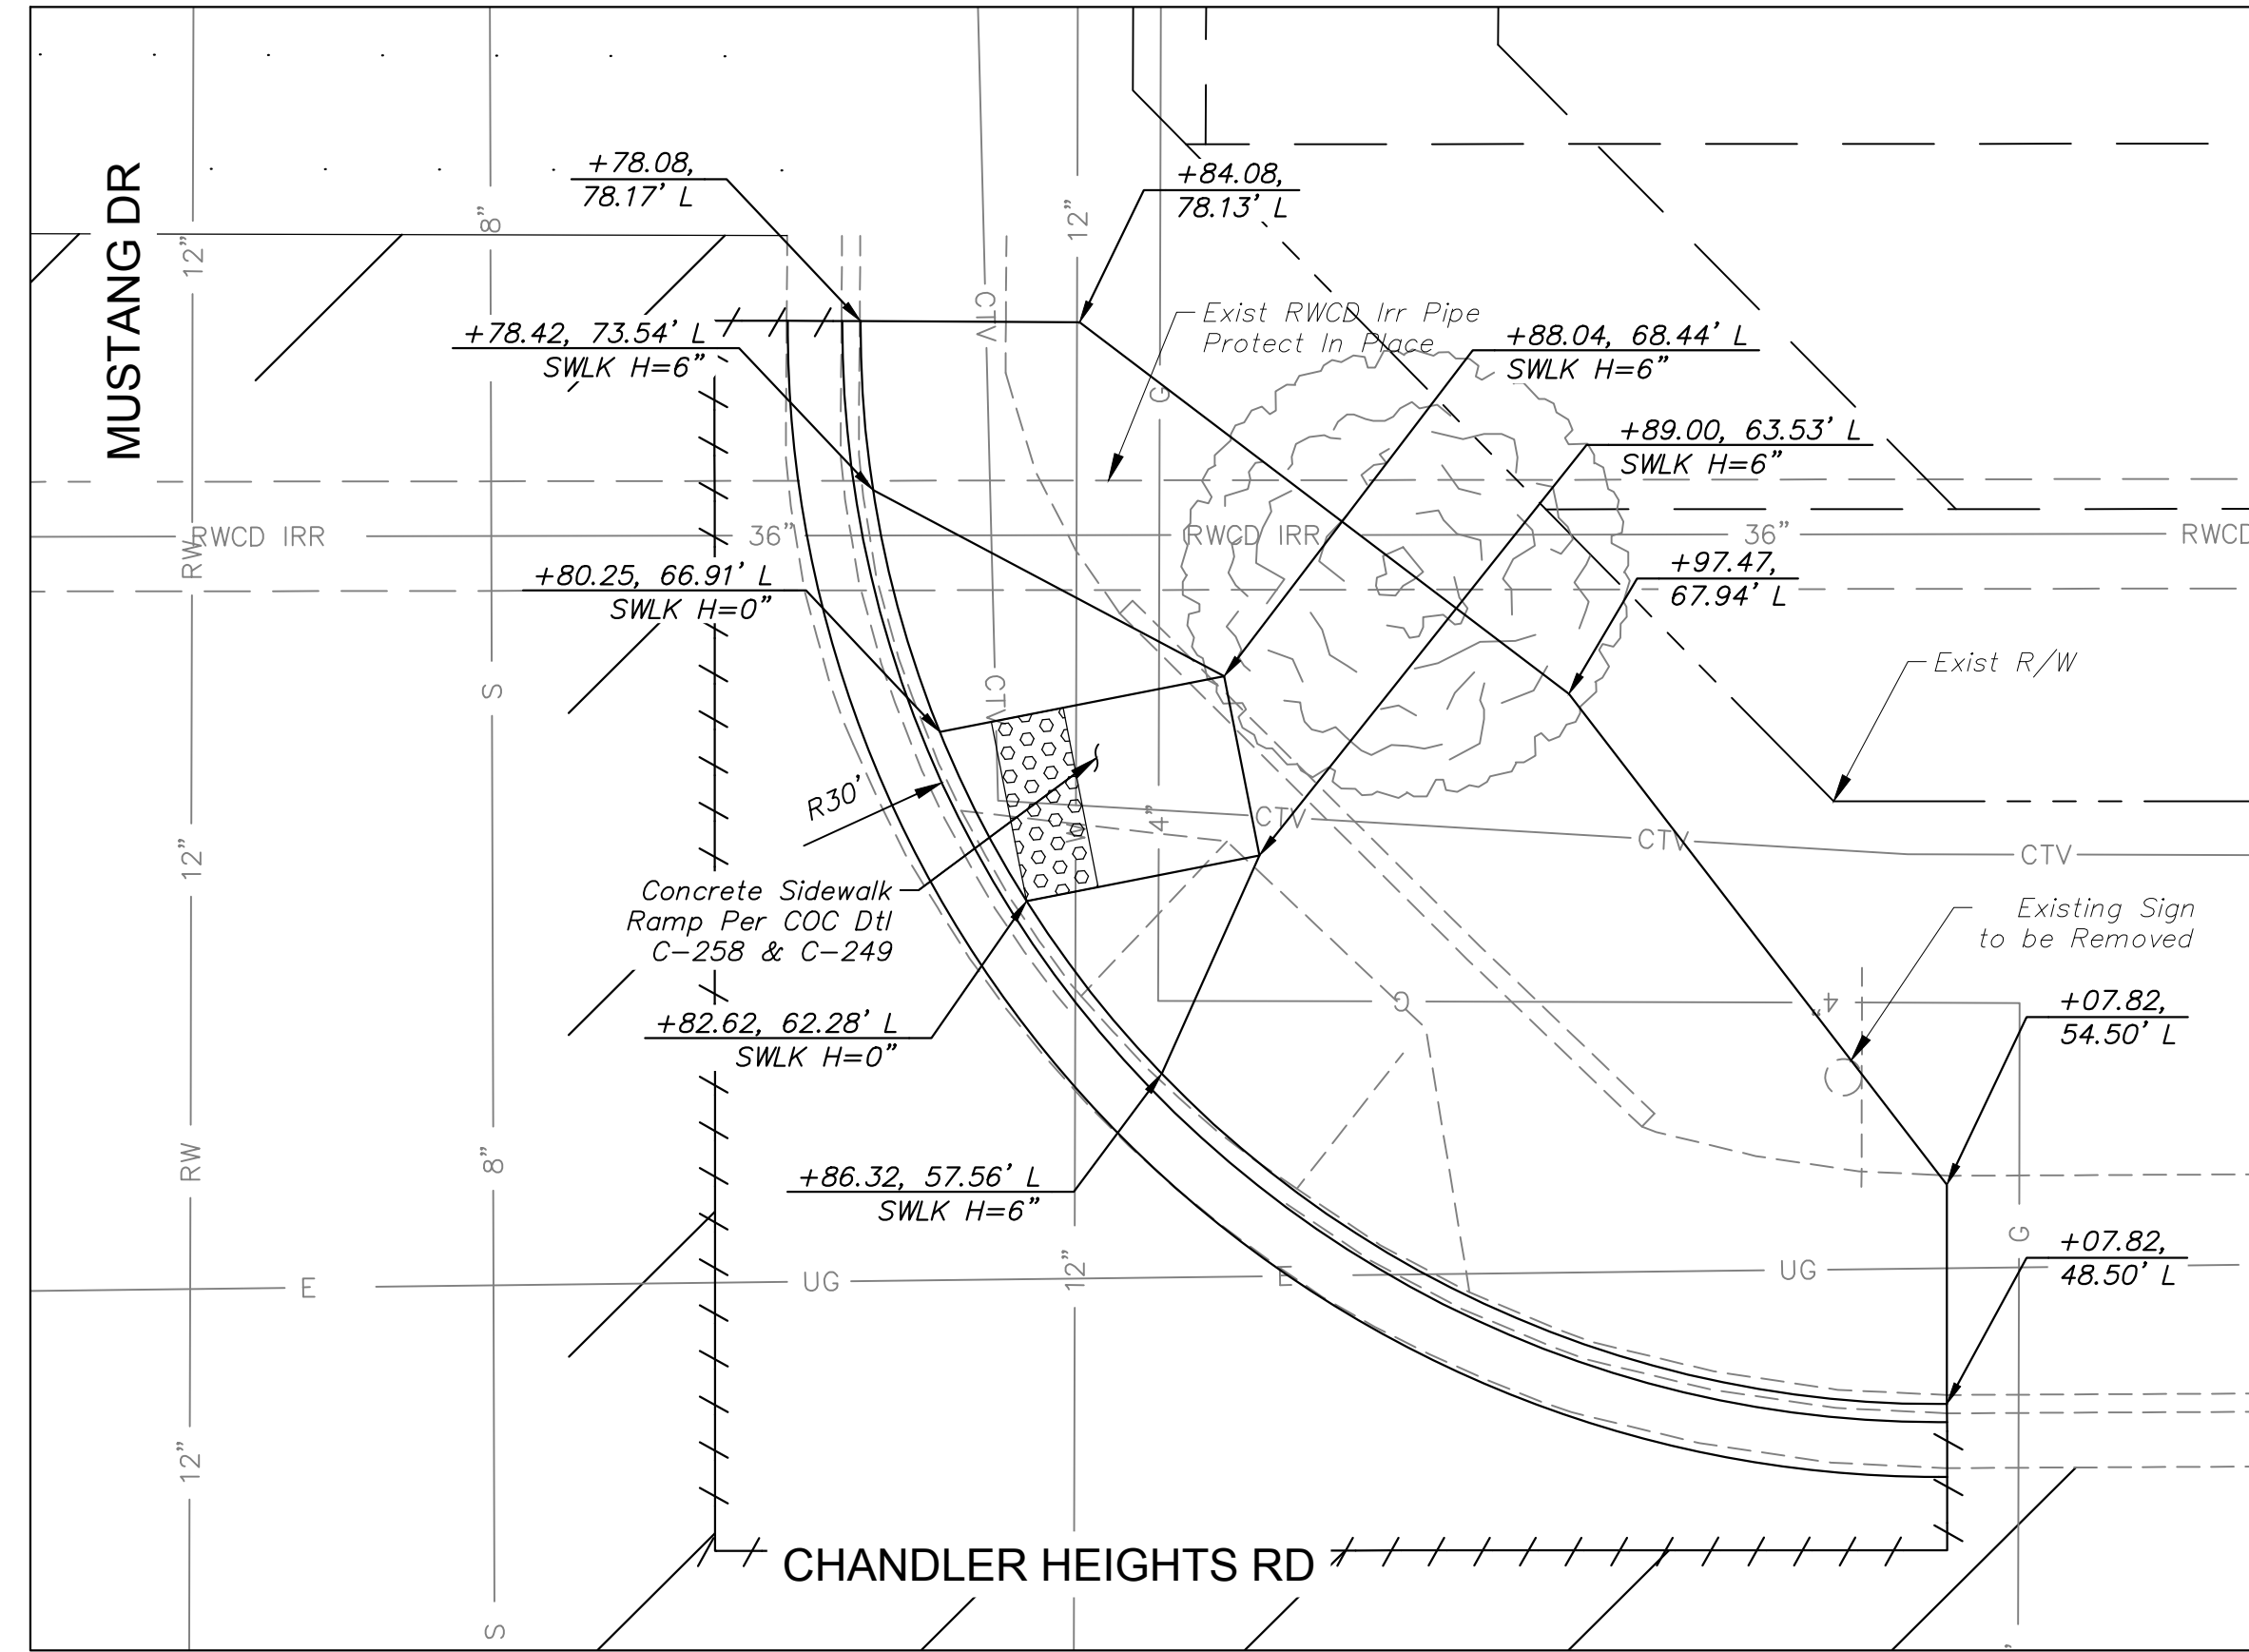 MUSTANG DR
+78.08,
78.17' L
+84.08,
78.13' L
12"
8"
12"
CTV
Exist RWCD Irr Pipe
Protect In Place
+78.42, 73.54' L
SWLK H=6"
+88.04, 68.44' L
SWLK H=6"
G
+89.00, 63.53' L
SWLK H=6"
RWCD IRR
36"
RWCD IRR
36"
RWCD
RW
+80.25, 66.91' L
SWLK H=0"
+97.47,
67.94' L
Exist R/W
S
CTV
R30'
4"
CTV
CTV
CTV
12"
Concrete Sidewalk
Ramp Per COC Dtl
C-258 & C-249
Existing Sign
to be Removed
G
4"
+82.62, 62.28' L
SWLK H=0"
+07.82,
54.50' L
RW
8"
+86.32, 57.56' L
SWLK H=6"
G
+07.82,
48.50' L
E
UG
12"
E
UG
12"
CHANDLER HEIGHTS RD
S